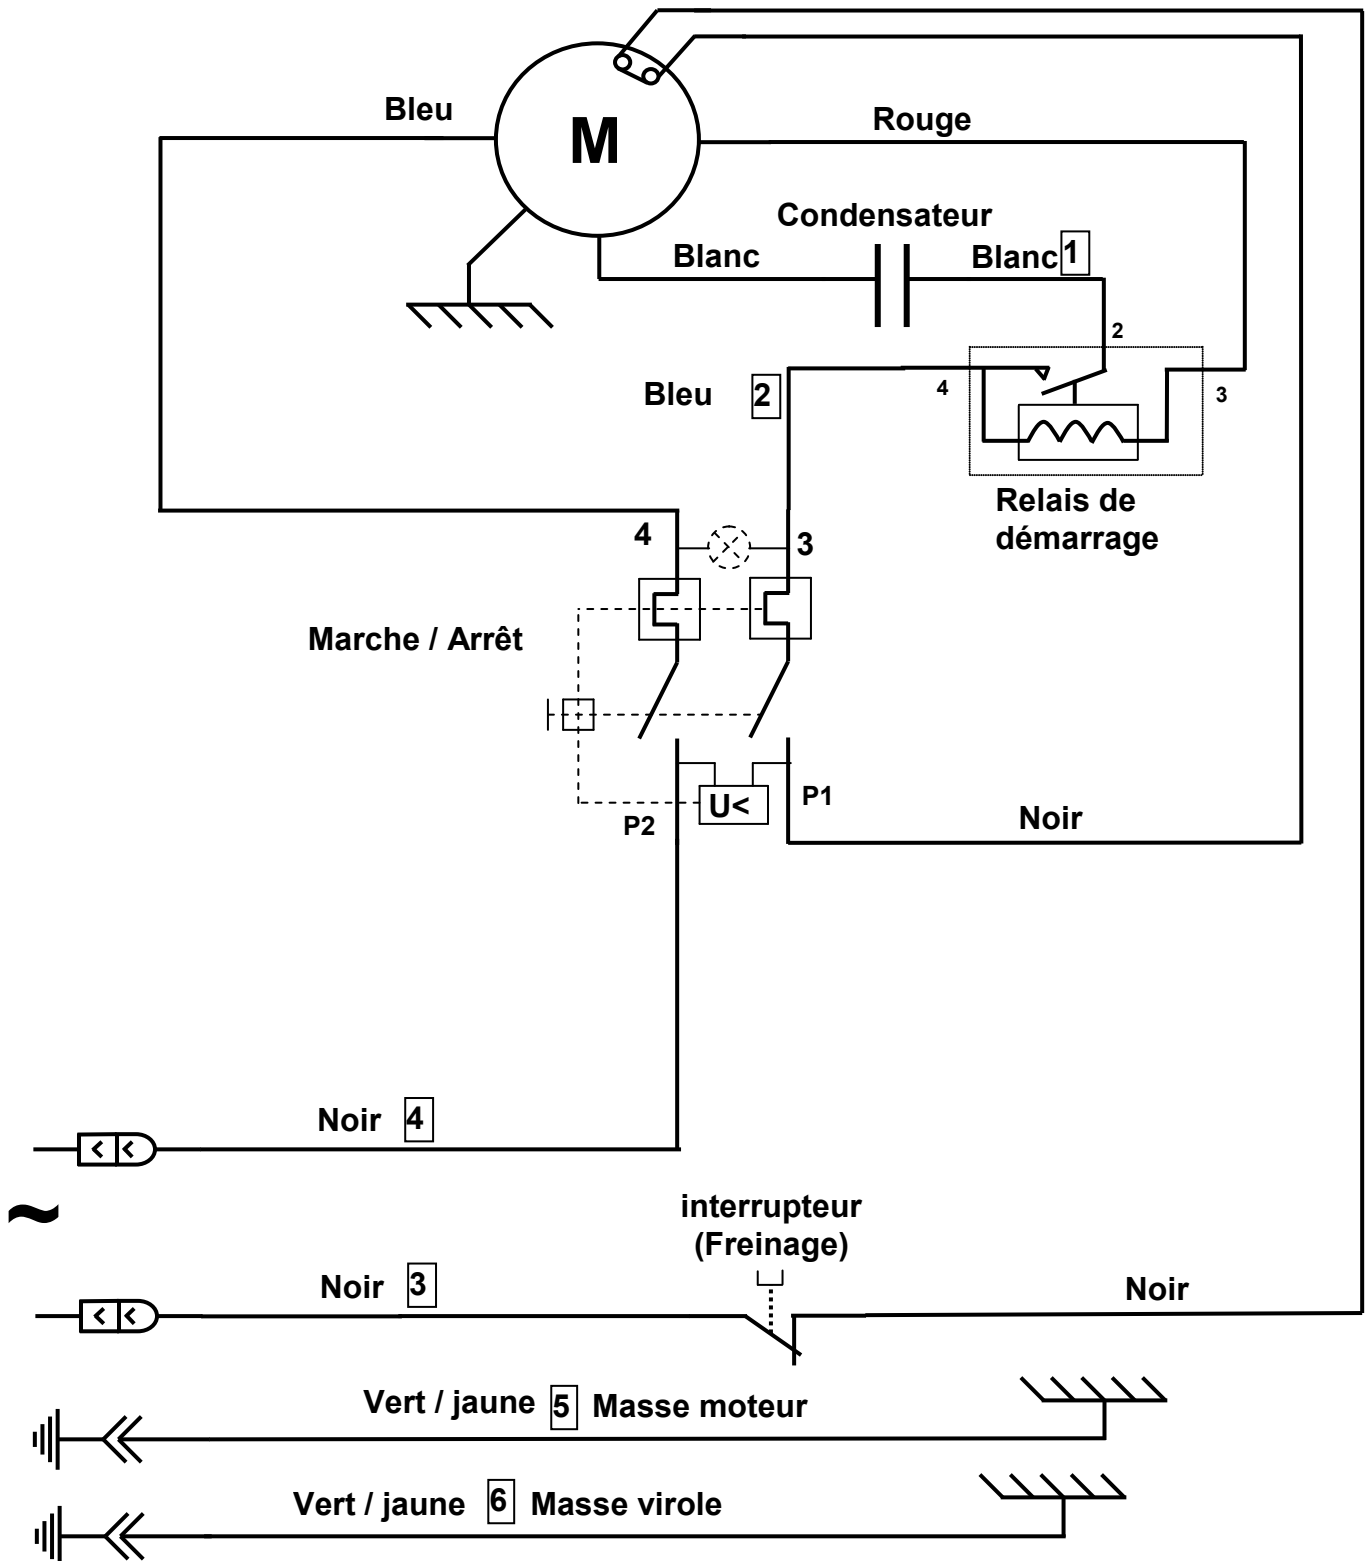 Bleu
M
Rouge
Condensateur
Blanc
Blanc 1
2
Bleu 2
4
3
Relais de
démarrage
4
3
Marche / Arrêt
U<
P1
P2
Noir
Noir 4
~
interrupteur
(Freinage)
Noir 3
Noir
Vert / jaune 5 Masse moteur
Vert / jaune 6 Masse virole